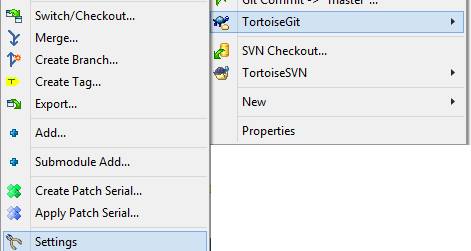 Switch/Checkout...
Merge...
Create Branch...
Create Tag...
Export...
Add...
Submodule Add...
Create Patch Serial...
Apply Patch Serial...
Settings
Git Commit -> "master"...
TortoiseGit
SVN Checkout...
TortoiseSVN
New
Properties